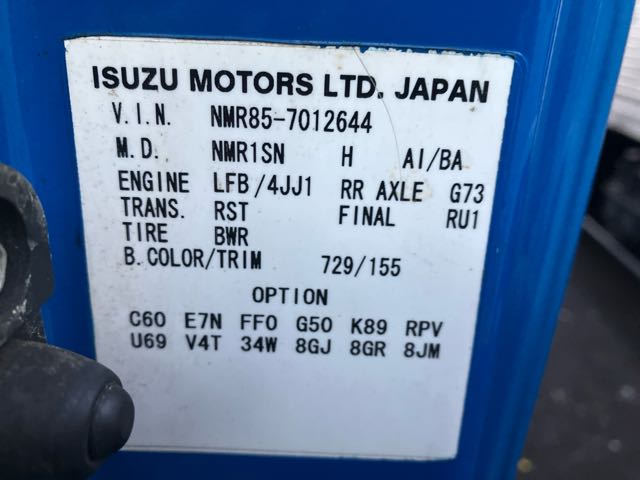 ISUZU MOTORS LTD. JAPAN
V.I.N. NMR85-7012644
M.D. NMR1SN H AI/BA
ENGINE LFB/4JJ1 RR AXLE G73
TRANS. RST FINAL RU1
TIRE BWR
B.COLOR/TRIM 729/155
OPTION
C60 E7N FF0 G50 K89 RPV
U69 V4T 34W 8GJ 8GR 8JM